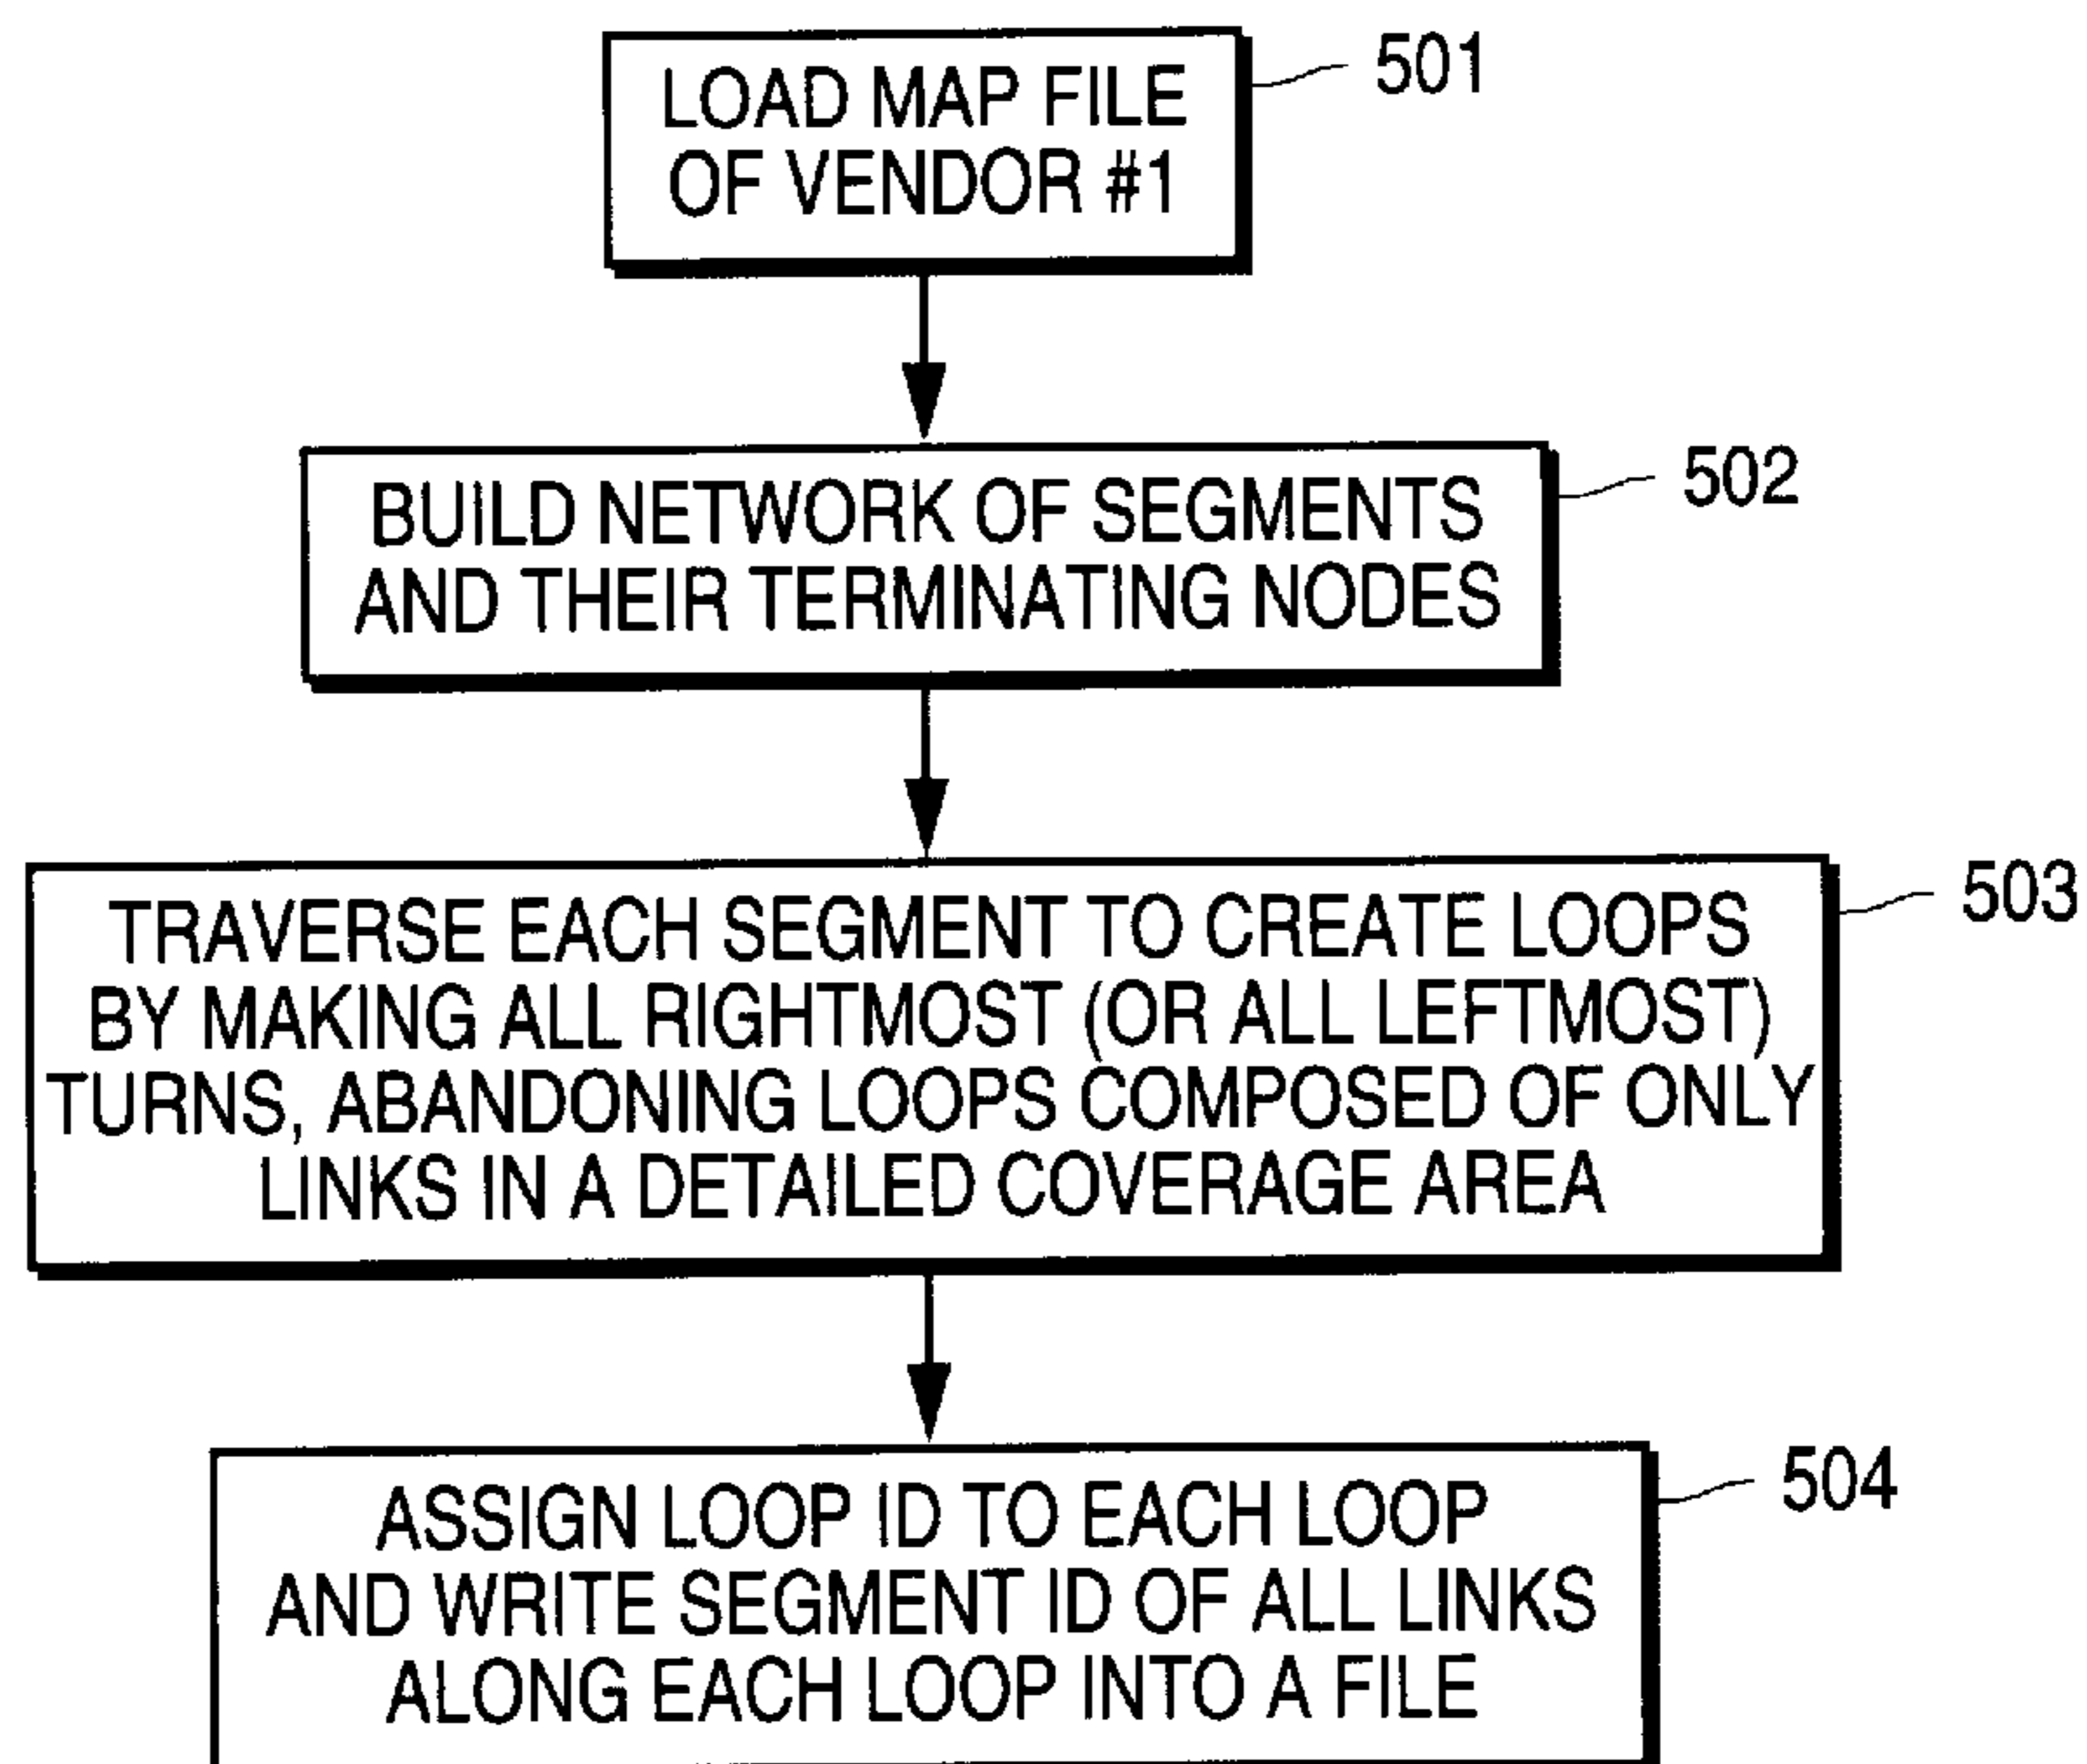 LOAD MAP FILE
OF VENDOR #1
501
BUILD NETWORK OF SEGMENTS
AND THEIR TERMINATING NODES
502
TRAVERSE EACH SEGMENT TO CREATE LOOPS
BY MAKING ALL RIGHTMOST (OR ALL LEFTMOST)
TURNS, ABANDONING LOOPS COMPOSED OF ONLY
LINKS IN A DETAILED COVERAGE AREA
503
ASSIGN LOOP ID TO EACH LOOP
AND WRITE SEGMENT ID OF ALL LINKS
ALONG EACH LOOP INTO A FILE
504